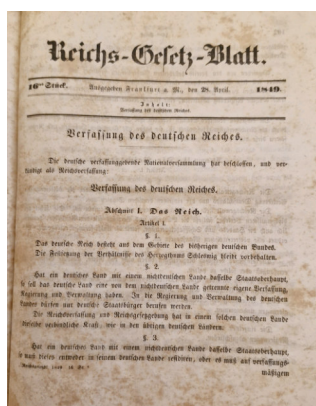 Reichs-Gesetz-Blatt.
16tes Stück. Ausgegeben Frankfurt a. M., den 28. April. 1849.
Inhalt:
Verfassung des deutschen Reiches.
Verfassung des deutschen Reiches.
Die deutsche verfassunggebende Nationalversammlung hat beschlossen, und ver-
kündigt als Reichsverfassung:
Verfassung des deutschen Reiches.
Abschnitt I. Das Reich.
Artikel I.
§ 1.
Das deutsche Reich besteht aus dem Gebiete des bisherigen deutschen Bundes.
Die Festsetzung der Verhältnisse des Herzogthums Schleswig bleibt vorbehalten.
§ 2.
Hat ein deutsches Land mit einem nichtdeutschen Lande dasselbe Staatsoberhaupt,
so soll das deutsche Land eine von dem nichtdeutschen Lande getrennte eigene Verfassung,
Regierung und Verwaltung haben. In die Regierung und Verwaltung des deutschen
Landes dürfen nur deutsche Staatsbürger berufen werden.
Die Reichsverfassung und Reichsgesetzgebung hat in einem solchen deutschen Lande
dieselbe verbindliche Kraft, wie in den übrigen deutschen Ländern.
§ 3.
Hat ein deutsches Land mit einem nichtdeutschen Lande dasselbe Staatsoberhaupt,
so muß dieses entweder in seinem deutschen Lande residiren, oder es muß auf verfassungs-
mäßigem